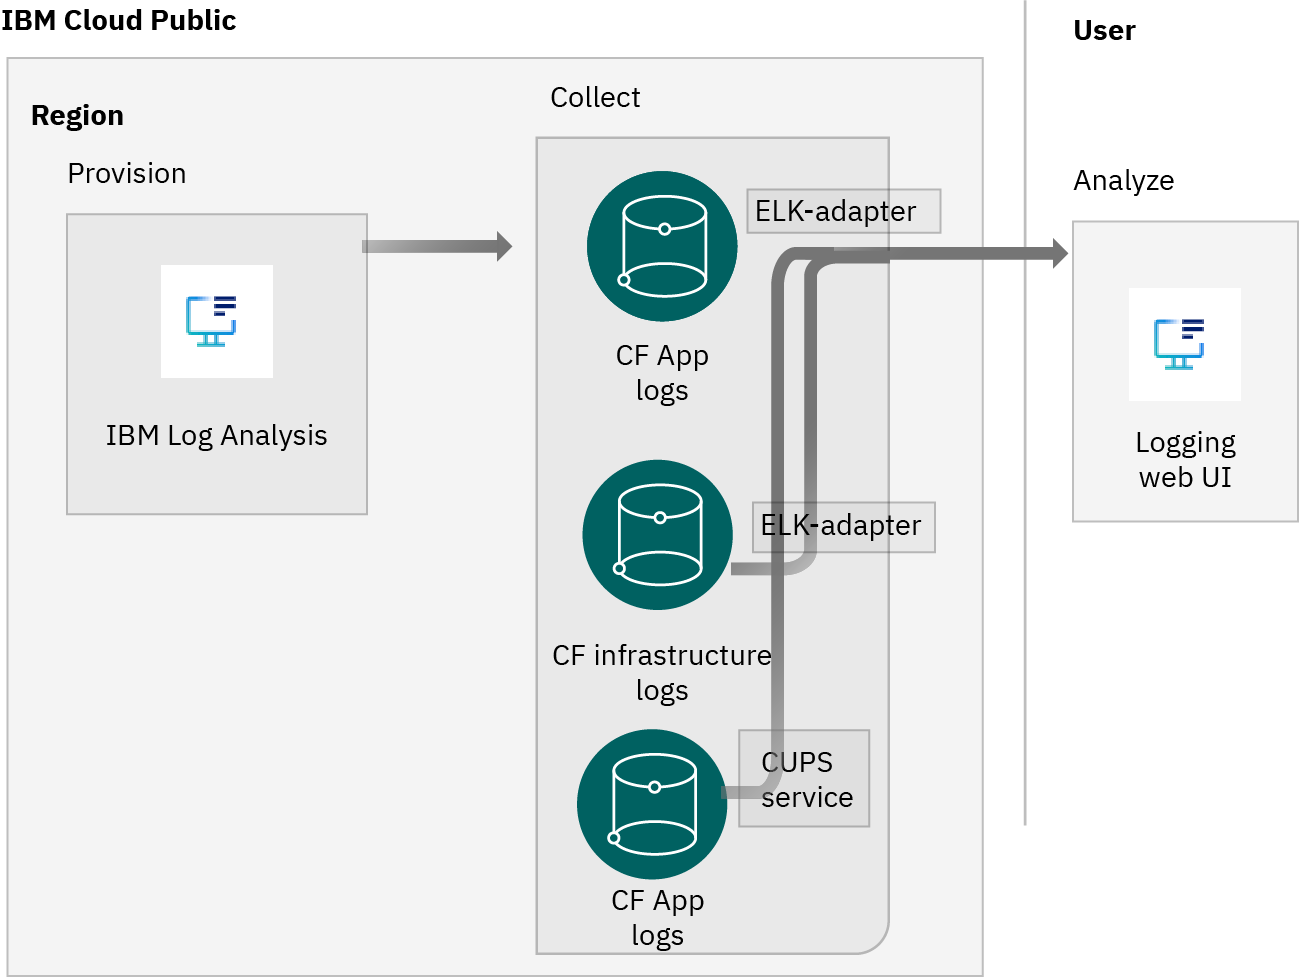 IBM Cloud Public
User
Region
Provision
IBM Log Analysis
Collect
ELK-adapter
CF App
logs
ELK-adapter
CF infrastructure
logs
CUPS
service
CF App
logs
Analyze
Logging
web UI